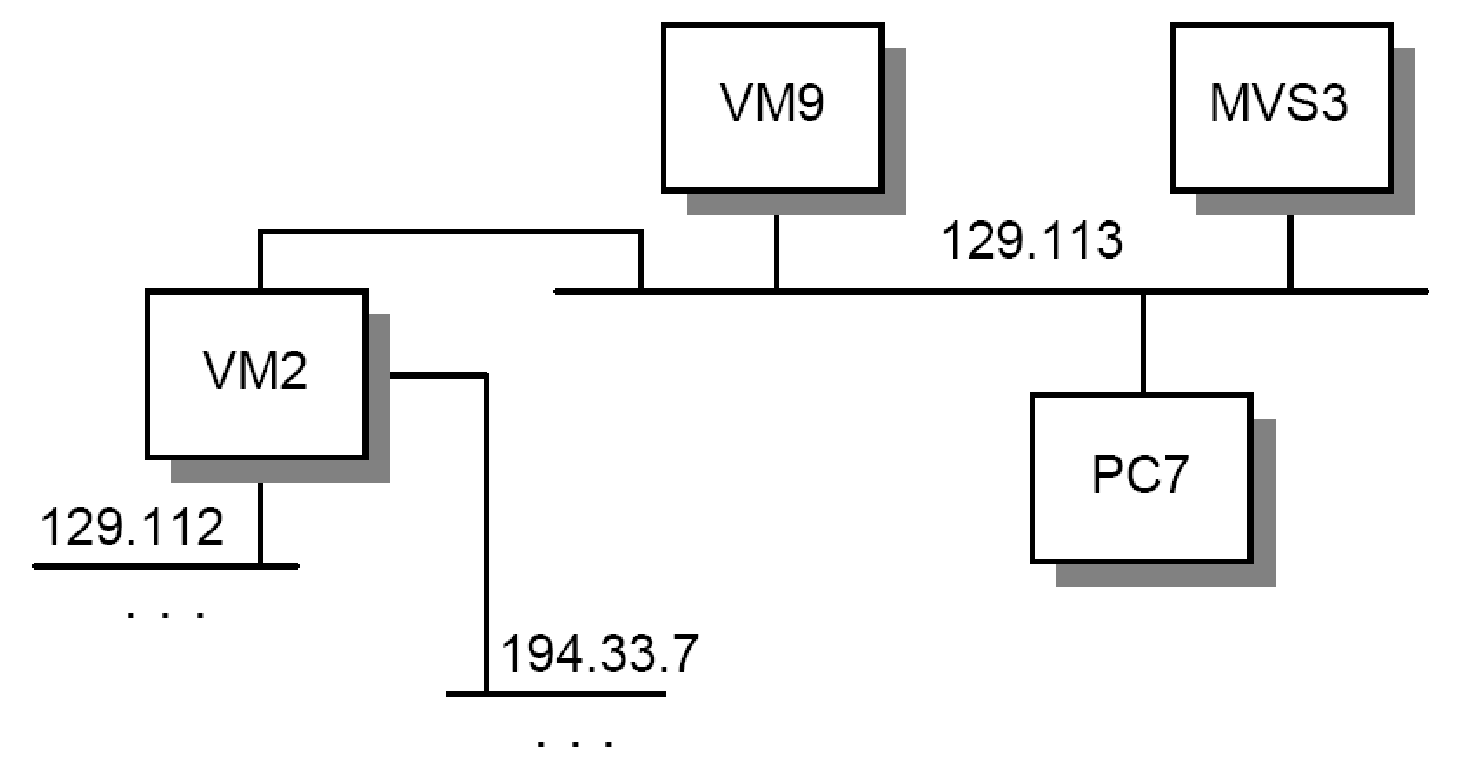 VM9
MVS3
129.113
VM2
PC7
129.112
. . .
194.33.7
. . .